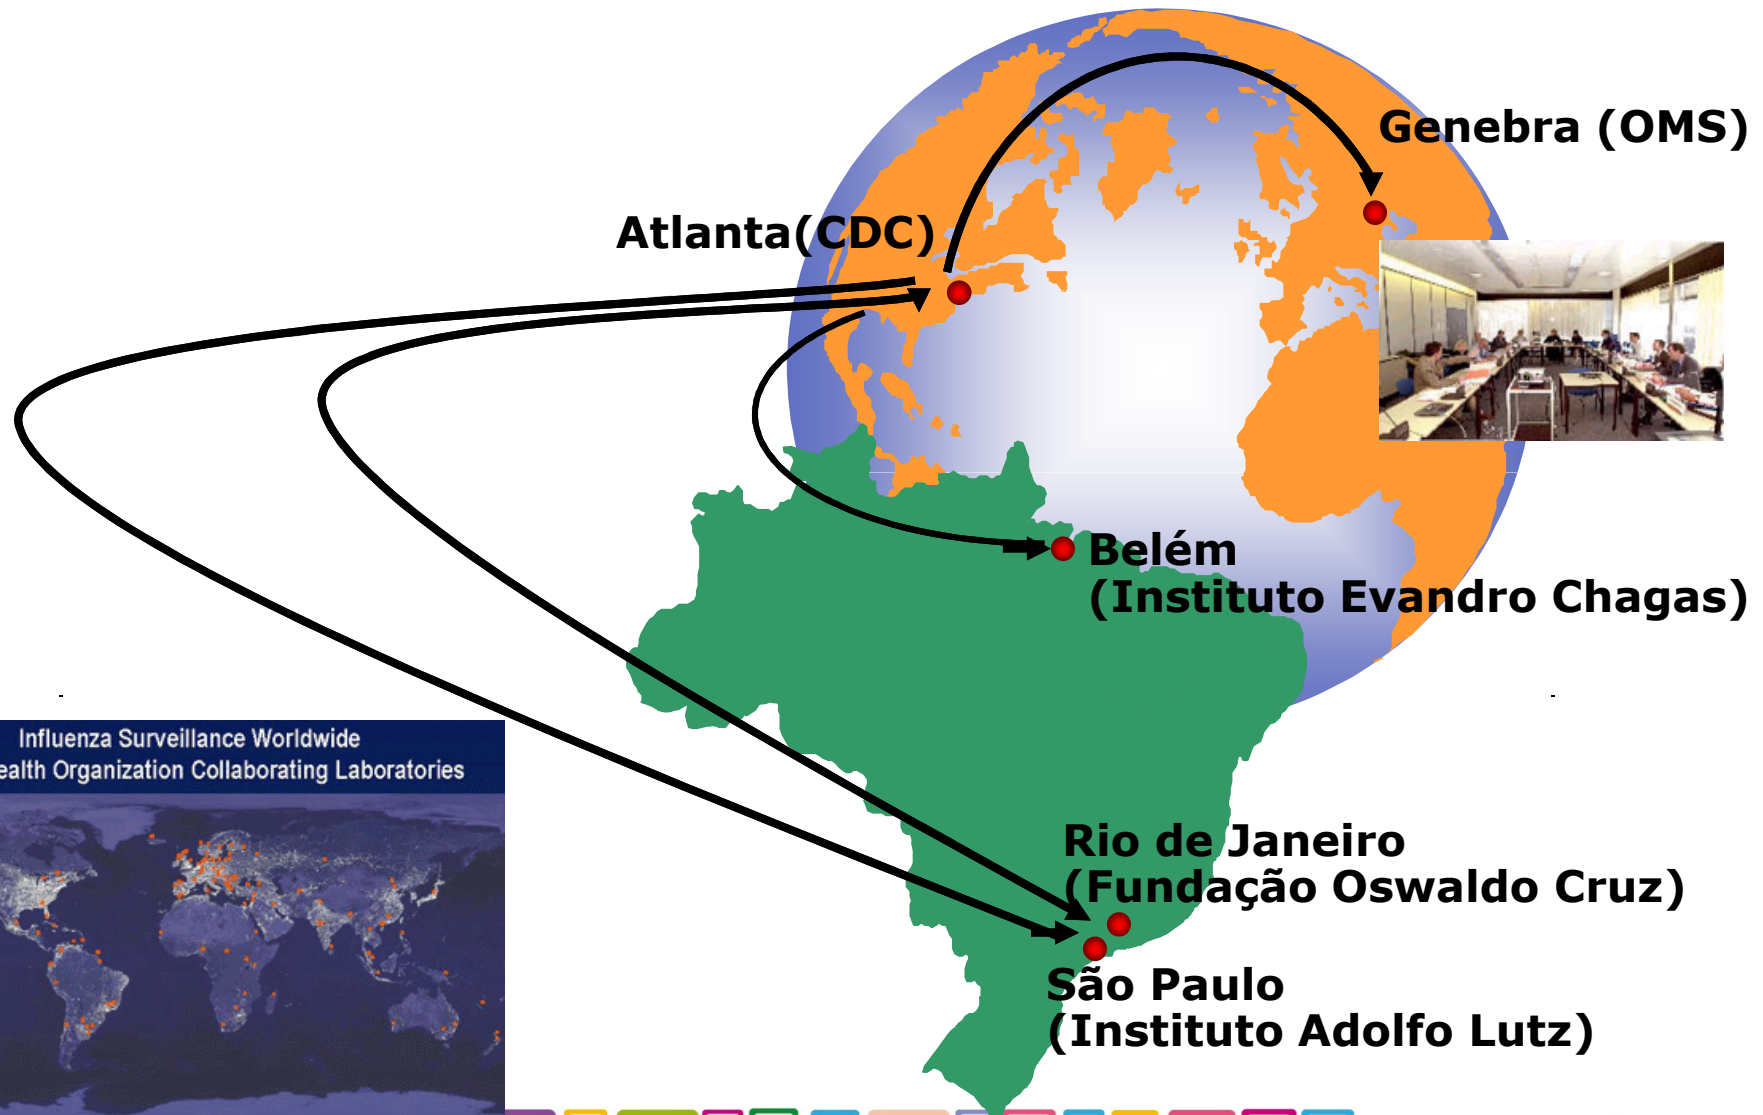 Genebra (OMS)
Atlanta(CDC)
Belém
(Instituto Evandro Chagas)
Influenza Surveillance Worldwide
ealth Organization Collaborating Laboratories
Rio de Janeiro
(Fundação Oswaldo Cruz)
São Paulo
(Instituto Adolfo Lutz)